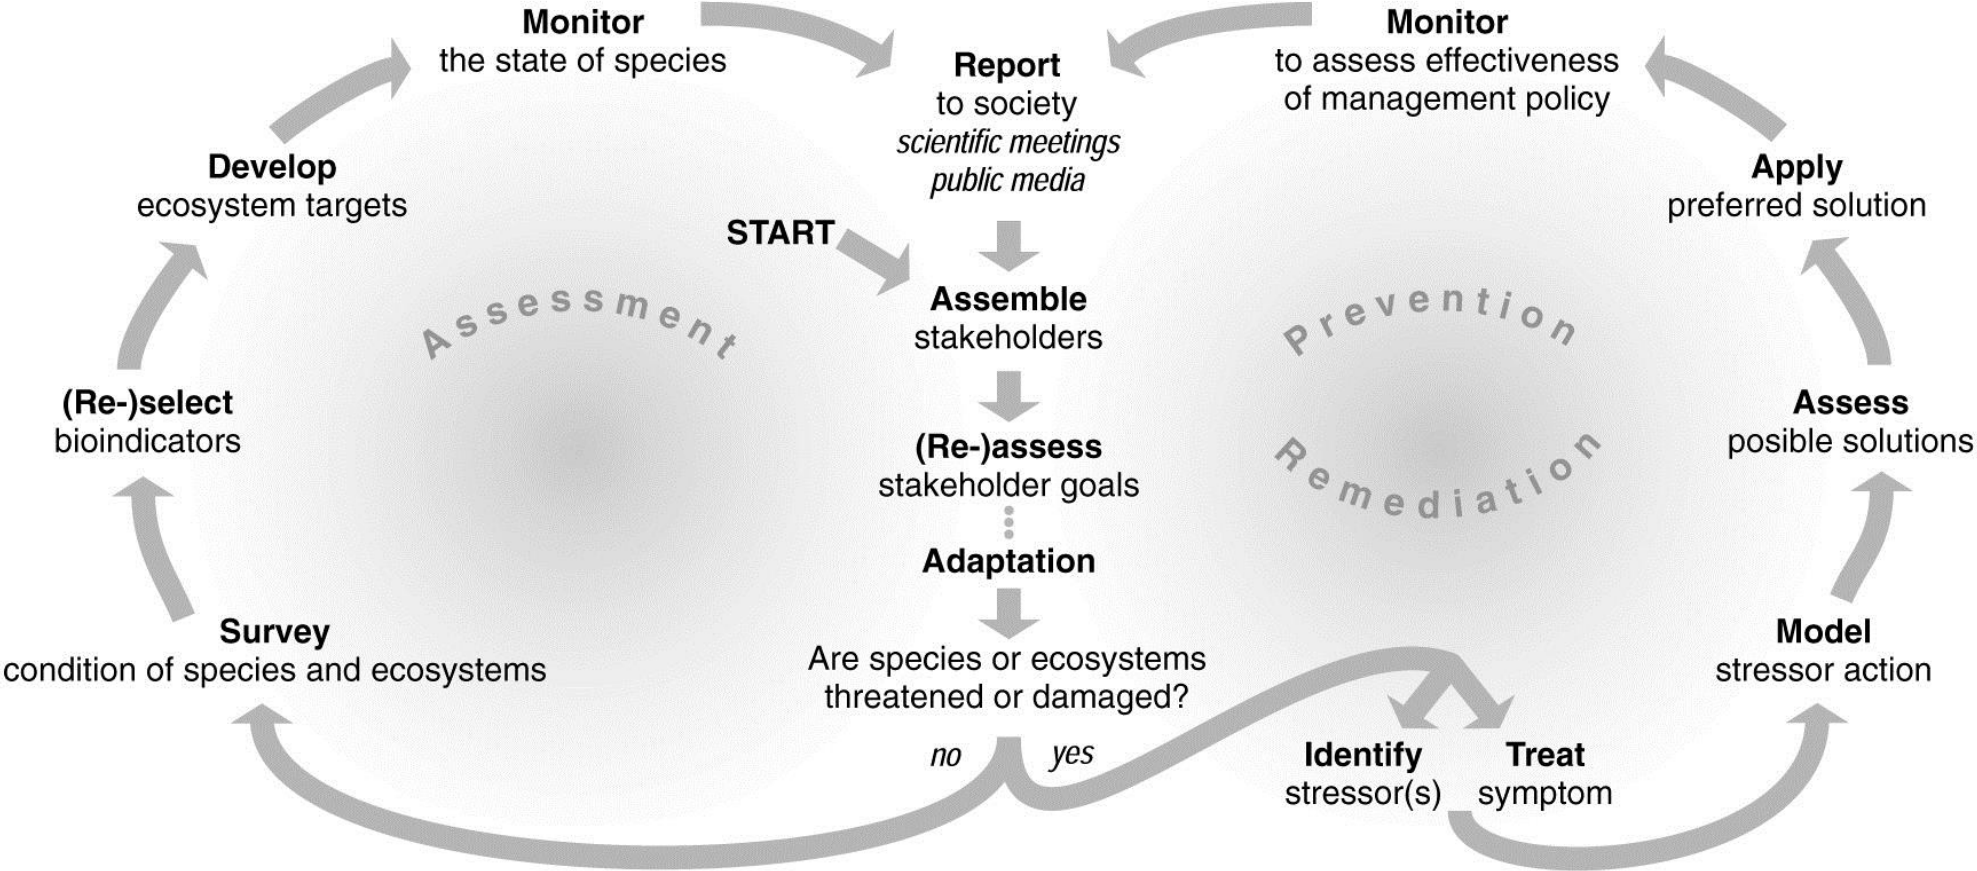 Monitor
the state of species
Report
to society
scientific meetings
public media
Monitor
to assess effectiveness
of management policy
Develop
ecosystem targets
START
Assemble
stakeholders
Apply
preferred solution
Assessment
Prevention
Remediation
(Re-)select
bioindicators
(Re-)assess
stakeholder goals
Assess
posible solutions
Adaptation
Survey
condition of species and ecosystems
Are species or ecosystems
threatened or damaged?
Model
stressor action
no
yes
Identify
stressor(s)
Treat
symptom